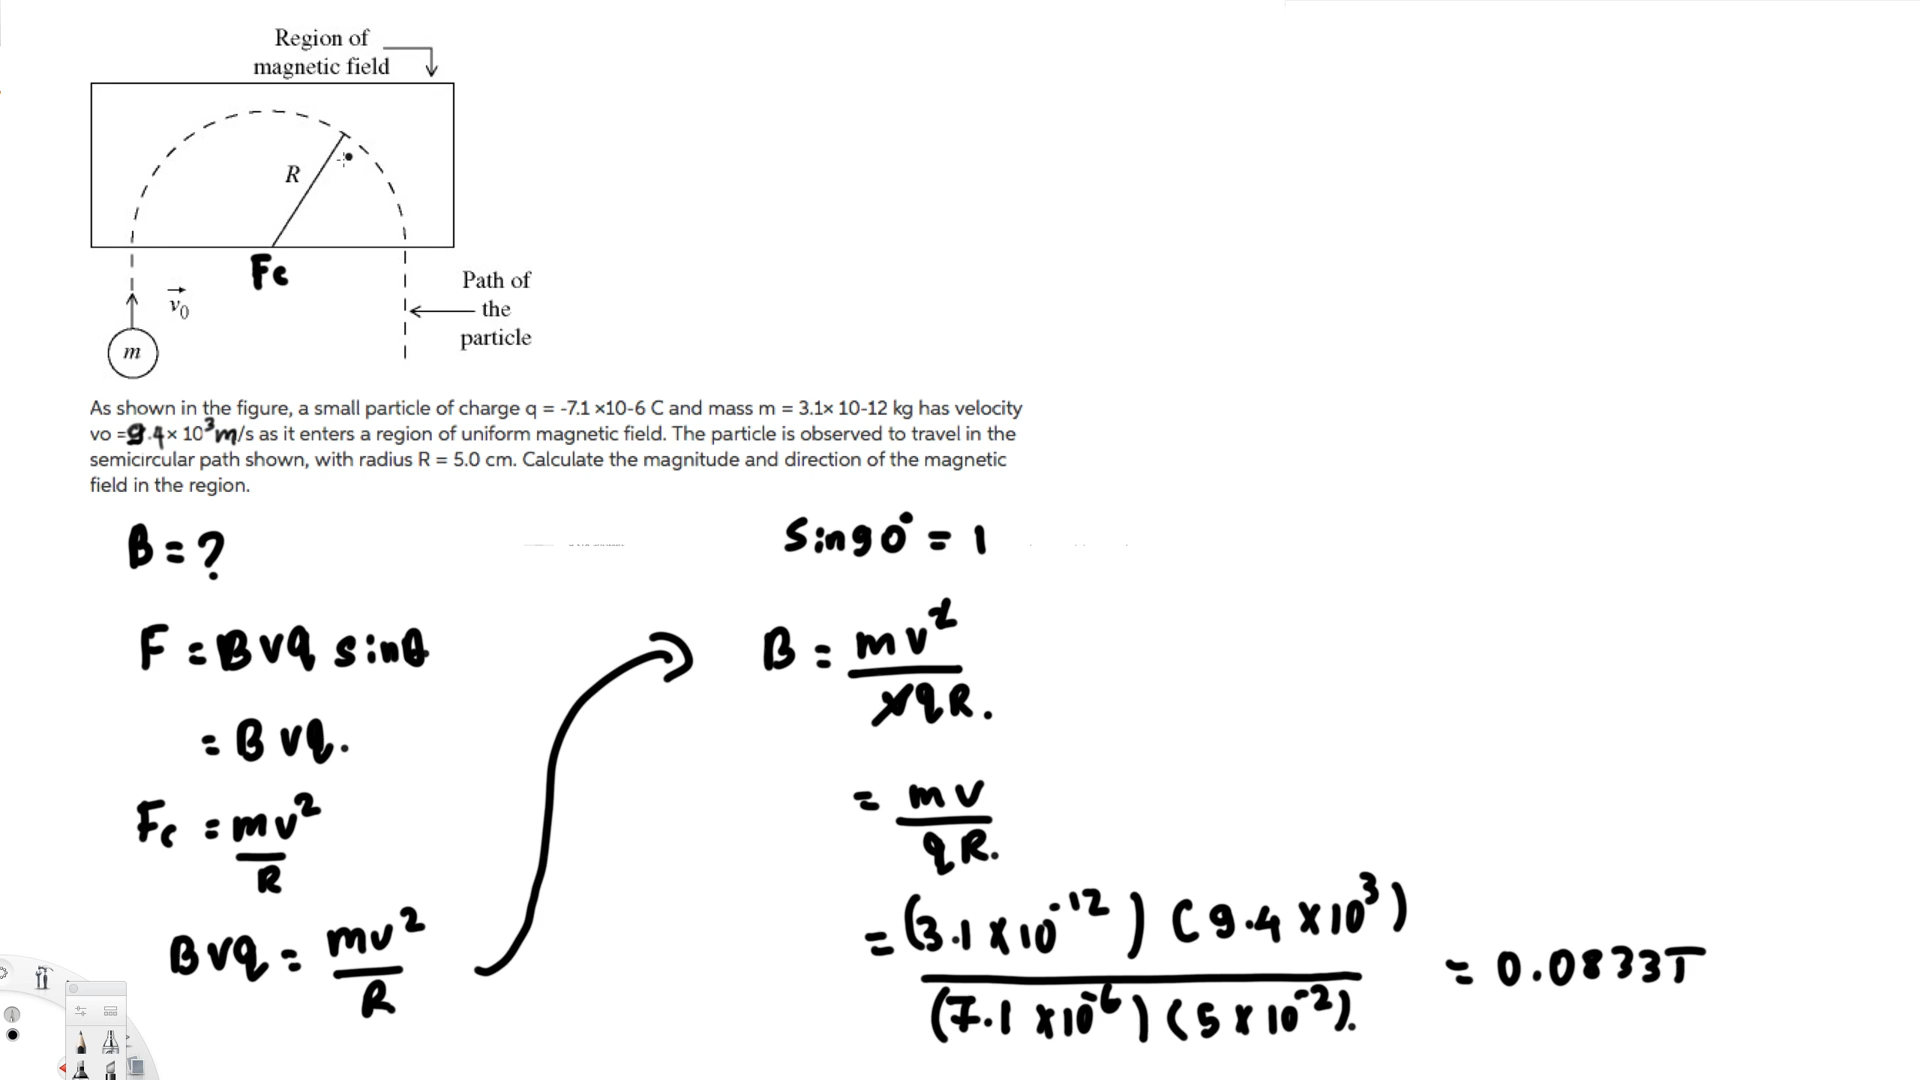 Region of
magnetic field
R
Fc
v0
m
Path of
the
particle
As shown in the figure, a small particle of charge q = -7.1 ×10-6 C and mass m = 3.1× 10-12 kg has velocity
vo =9.4× 10³m/s as it enters a region of uniform magnetic field. The particle is observed to travel in the
semicircular path shown, with radius R = 5.0 cm. Calculate the magnitude and direction of the magnetic
field in the region.
B = ?
F = Bvq sinθ
= Bvq.
Fc = mv²/R
Bvq = mv²/R
Sin90° = 1
B = mv²/vqR.
= mv/qR.
= (3.1 × 10⁻¹²) (9.4 × 10³)/(7.1 × 10⁻⁶) (5 × 10⁻²). = 0.0833T